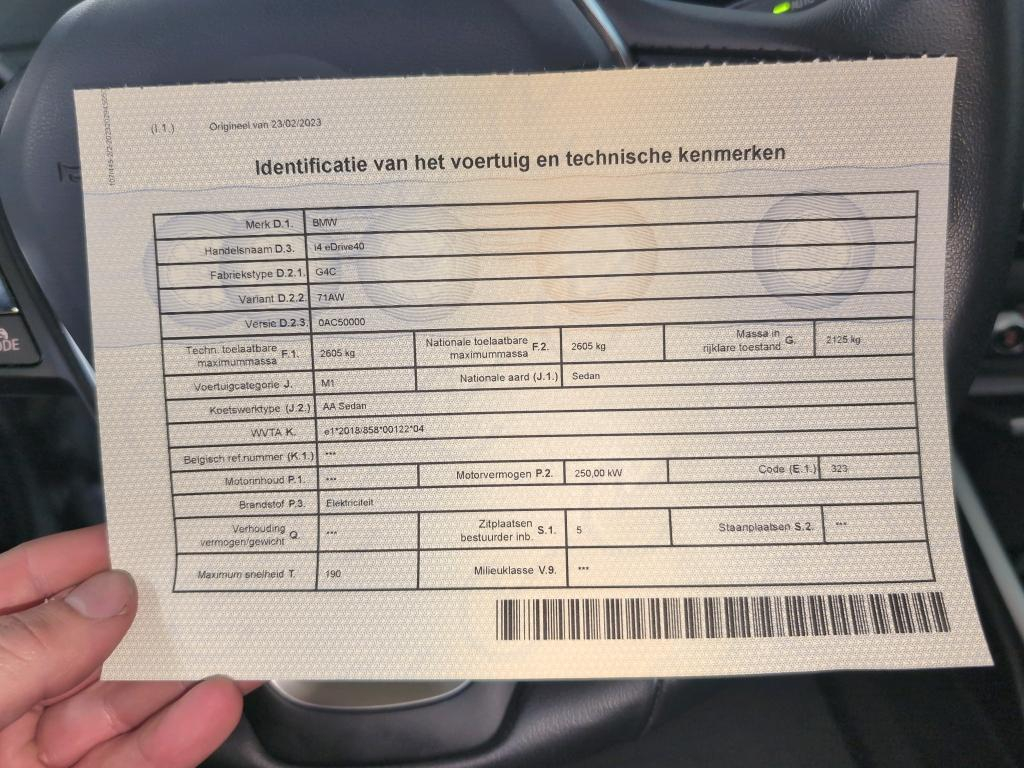 (I.1.) Origineel van 23/02/2023
Identificatie van het voertuig en technische kenmerken
Merk D.1. BMW
Handelsnaam D.3. i4 eDrive40
Fabriekstype D.2.1. G4C
Variant D.2.2. 71AW
Versie D.2.3. 0AC50000
Techn. toelaatbare maximummassa F.1. 2605 kg Nationale toelaatbare maximummassa F.2. 2605 kg Massa in rijklare toestand G. 2125 kg
Voertuigcategorie J. M1 Nationale aard (J.1.) Sedan
Koetswerktype (J.2.) AA Sedan
WVTA K. e1*2018/858*00122*04
Belgisch ref.nummer (K.1.) ***
Motorinhoud P.1. *** Motorvermogen P.2. 250,00 kW Code (E.1.) 323
Brandstof P.3. Elektriciteit
Verhouding vermogen/gewicht Q. *** Zitplaatsen bestuurder inb. S.1. 5 Staanplaatsen S.2. ***
Maximum snelheid T. 190 Milieuklasse V.9. ***